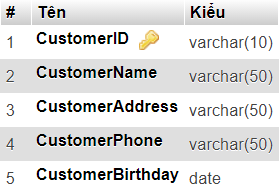 # Tên Kiểu
1 CustomerID varchar(10)
2 CustomerName varchar(50)
3 CustomerAddress varchar(50)
4 CustomerPhone varchar(50)
5 CustomerBirthday date